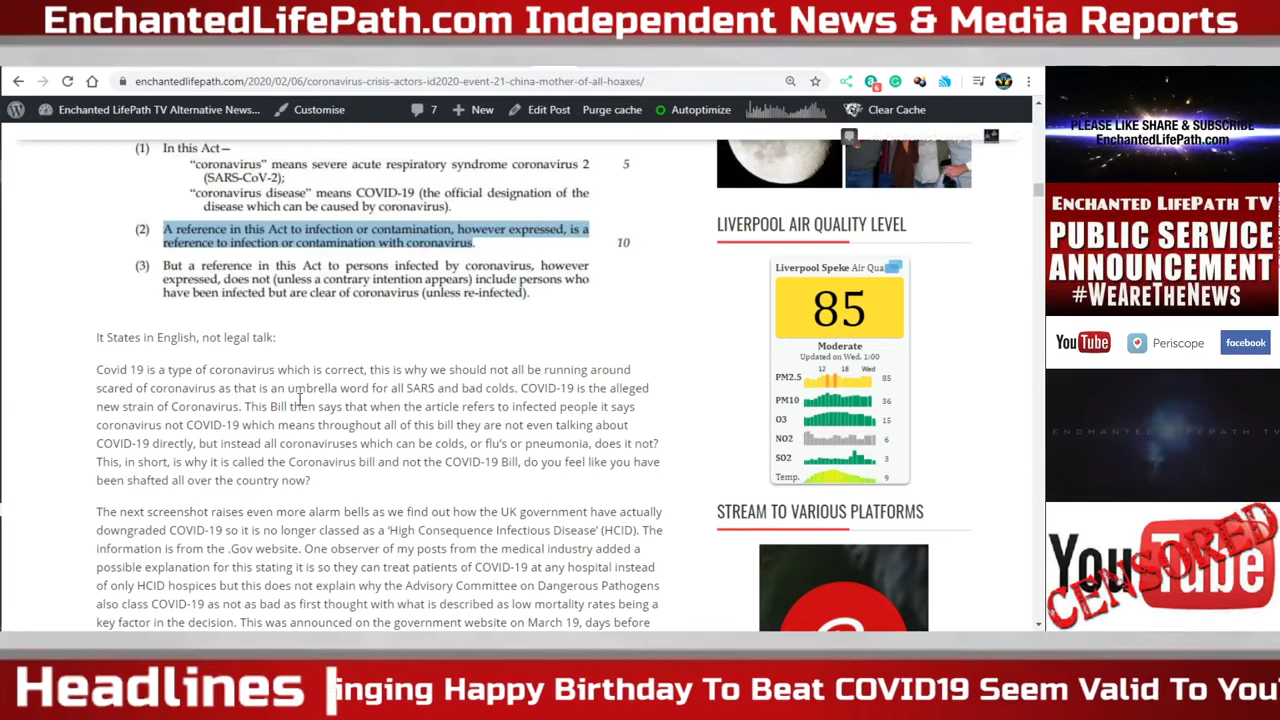 EnchantedLifePath.com Independent News & Media Reports
enchantedlifepath.com/2020/02/06/coronavirus-crisis-actors-id2020-event-21-china-mother-of-all-hoaxes/
Enchanted LifePath TV Alternative News... Customise 7 New Edit Post Purge cache Autoptimize Clear Cache
(1) In this Act—
"coronavirus" means severe acute respiratory syndrome coronavirus 2 5
(SARS-CoV-2);
"coronavirus disease" means COVID-19 (the official designation of the
disease which can be caused by coronavirus).
(2) A reference in this Act to infection or contamination, however expressed, is a
reference to infection or contamination with coronavirus. 10
(3) But a reference in this Act to persons infected by coronavirus, however
expressed, does not (unless a contrary intention appears) include persons who
have been infected but are clear of coronavirus (unless re-infected).
It States in English, not legal talk:
Covid 19 is a type of coronavirus which is correct, this is why we should not all be running around
scared of coronavirus as that is an umbrella word for all SARS and bad colds. COVID-19 is the alleged
new strain of Coronavirus. This Bill then says that when the article refers to infected people it says
coronavirus not COVID-19 which means throughout all of this bill they are not even talking about
COVID-19 directly, but instead all coronaviruses which can be colds, or flu's or pneumonia, does it not?
This, in short, is why it is called the Coronavirus bill and not the COVID-19 Bill, do you feel like you have
been shafted all over the country now?
The next screenshot raises even more alarm bells as we find out how the UK government have actually
downgraded COVID-19 so it is no longer classed as a 'High Consequence Infectious Disease' (HCID). The
information is from the .Gov website. One observer of my posts from the medical industry added a
possible explanation for this stating it is so they can treat patients of COVID-19 at any hospital instead
of only HCID hospices but this does not explain why the Advisory Committee on Dangerous Pathogens
also class COVID-19 as not as bad as first thought with what is described as low mortality rates being a
key factor in the decision. This was announced on the government website on March 19, days before
LIVERPOOL AIR QUALITY LEVEL
Liverpool Speke Air Qua
85
Moderate
Updated on Wed. 1:00
12 18 Wed
PM2.5 85
PM10 36
O3 15
NO2 6
SO2 3
Temp. 9
STREAM TO VARIOUS PLATFORMS
PLEASE LIKE SHARE & SUBSCRIBE
EnchantedLifePath.com
ENCHANTED LIFEPATH TV
PUBLIC SERVICE
ANNOUNCEMENT
#WEARETHENEWS
YouTube Periscope facebook
ENCHANTED LIFEPATH TV
YouTube
CENSORED
Headlines
inging Happy Birthday To Beat COVID19 Seem Valid To You